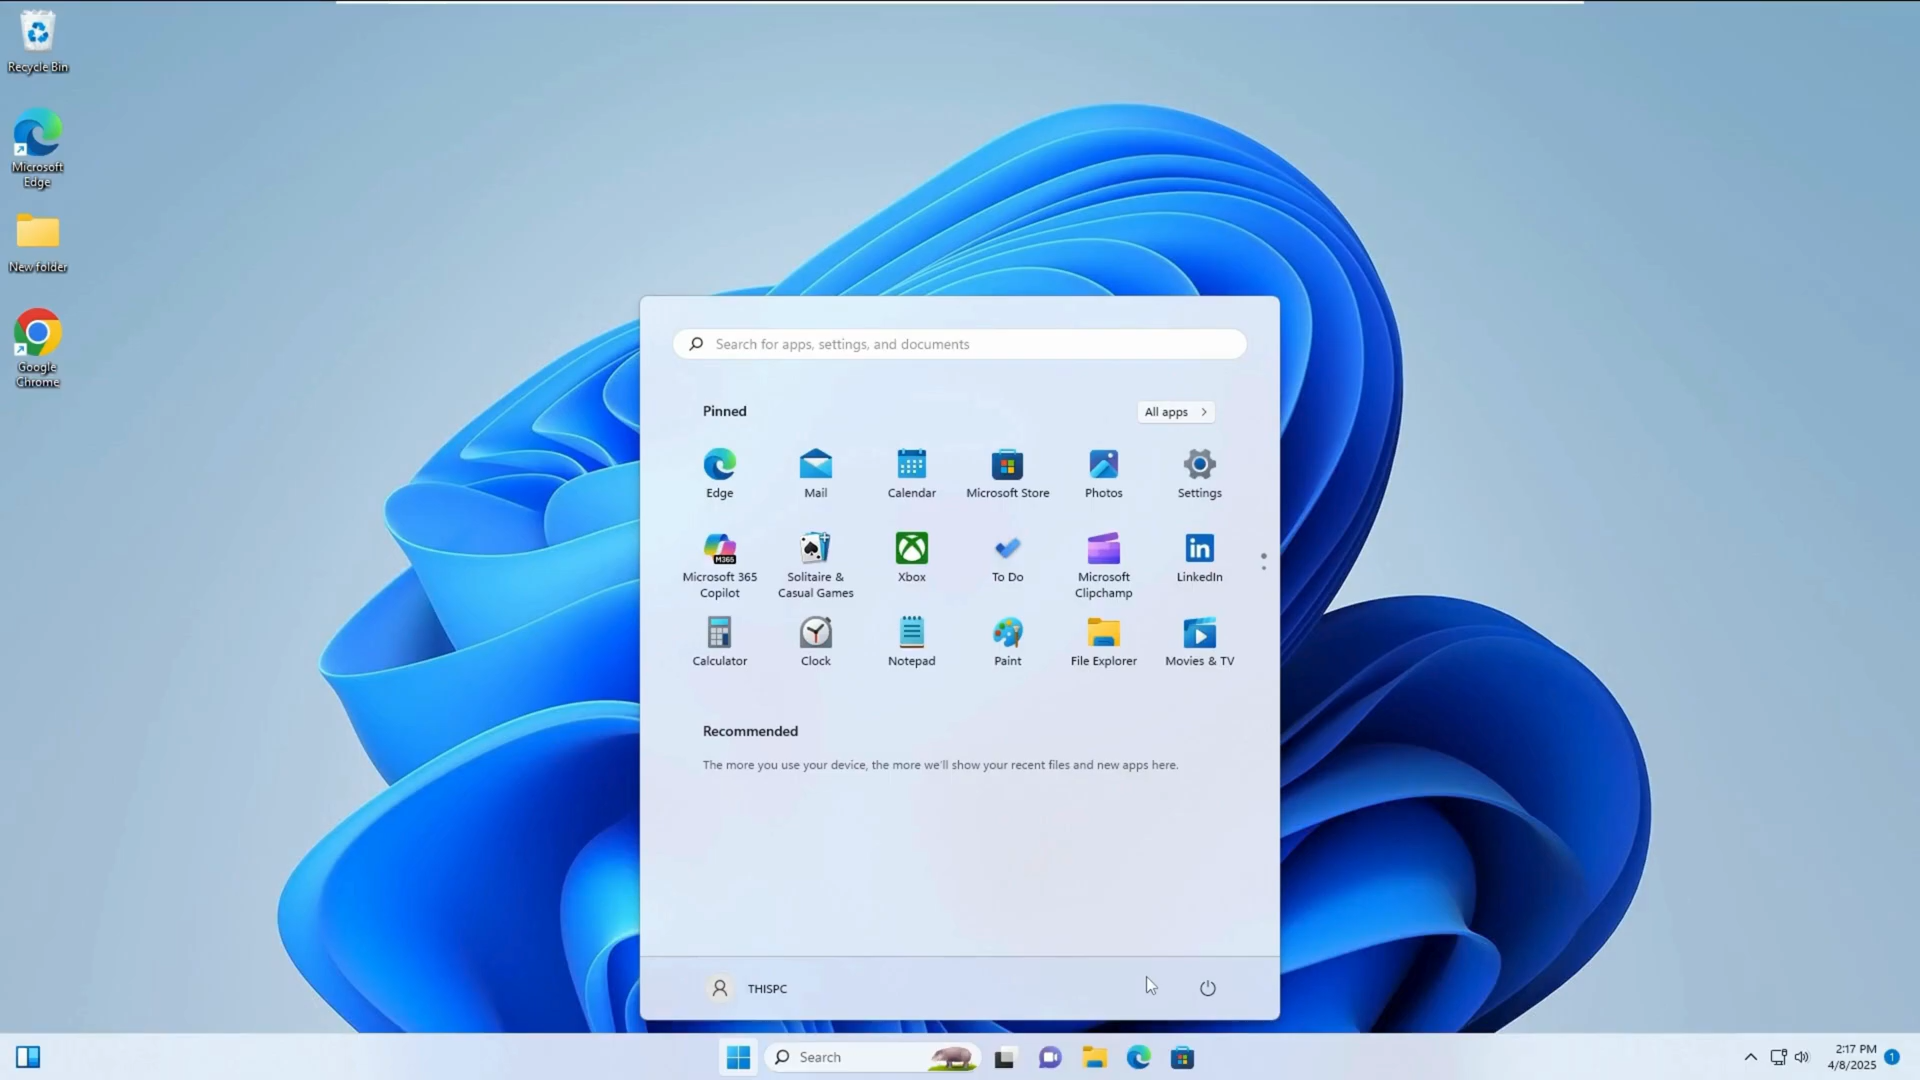 Recycle Bin
Microsoft
Edge
New folder
Google
Chrome
Search for apps, settings, and documents
Pinned
All apps
Edge
Mail
Calendar
Microsoft Store
Photos
Settings
M365
Microsoft 365
Copilot
Solitaire &
Casual Games
Xbox
To Do
Microsoft
Clipchamp
in
LinkedIn
Calculator
Clock
Notepad
Paint
File Explorer
Movies & TV
Recommended
The more you use your device, the more we'll show your recent files and new apps here.
THISPC
Search
2:17 PM
4/8/2025
1